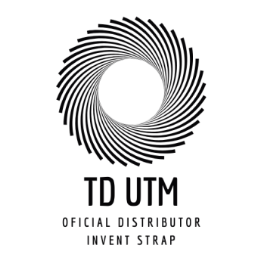 TD UTM
OFICIAL DISTRIBUTOR
INVENT STRAP